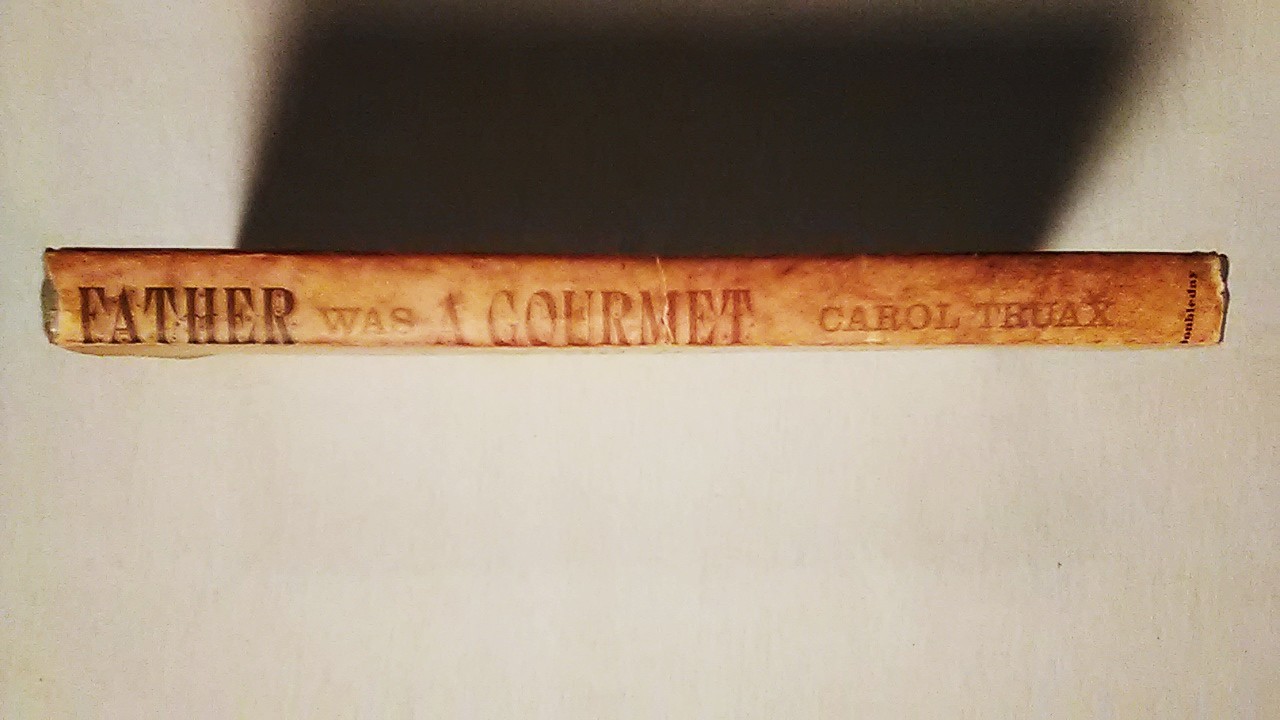 FATHER WAS A GOURMET CAROL TRUAX
Doubleday